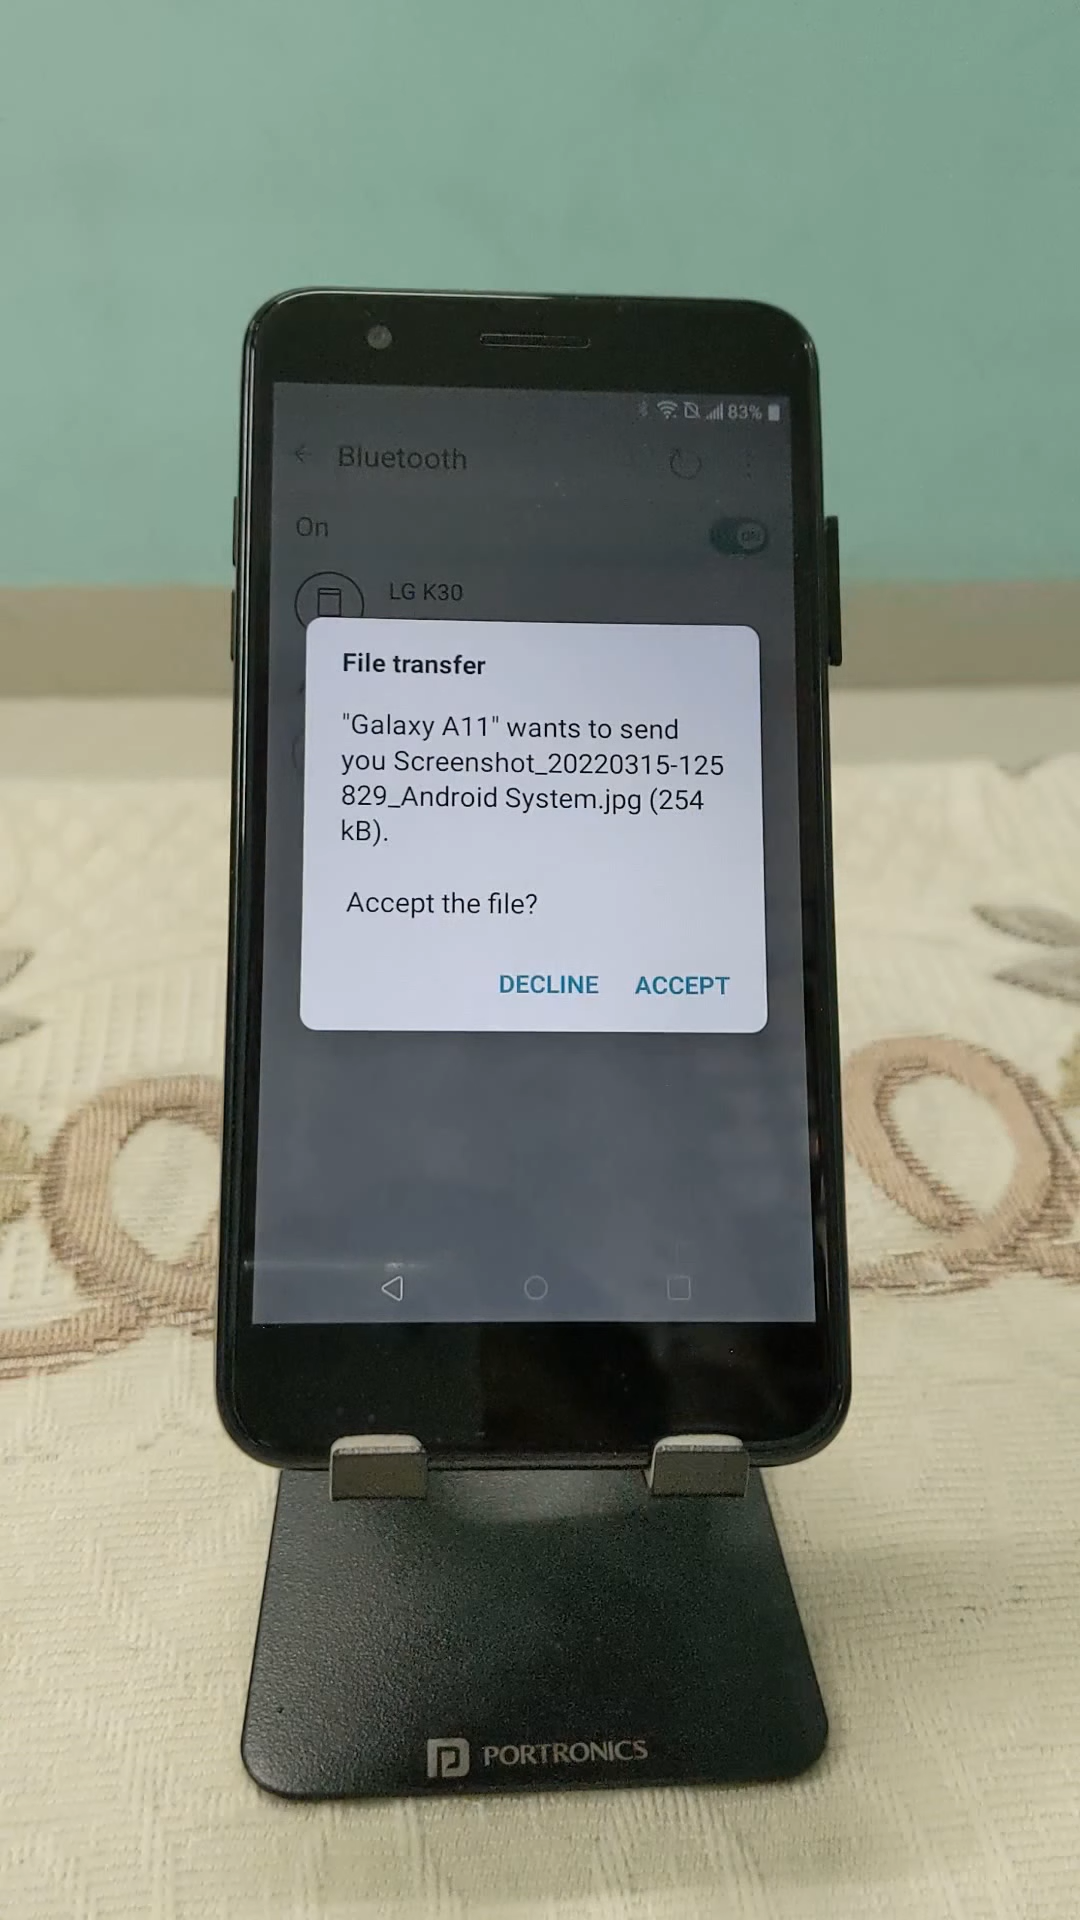 83%
Bluetooth
On
ON
LG K30
File transfer
"Galaxy A11" wants to send
you Screenshot_20220315-125
829_Android System.jpg (254
kB).
Accept the file?
DECLINE ACCEPT
PORTRONICS